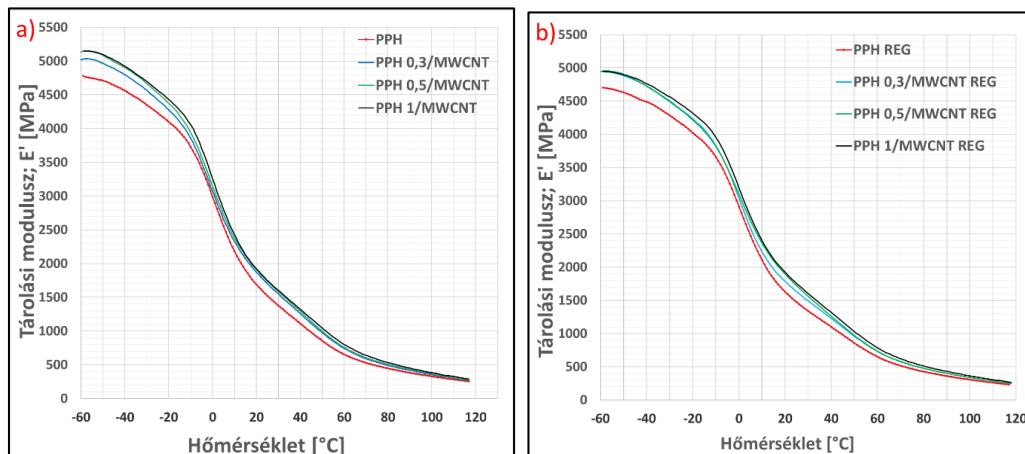 a)
Tárolási modulusz; E' [MPa]
5500
5000
4500
4000
3500
3000
2500
2000
1500
1000
500
0
-60 -40 -20 0 20 40 60 80 100 120
Hőmérséklet [°C]
PPH
PPH 0,3/MWCNT
PPH 0,5/MWCNT
PPH 1/MWCNT
b)
Tárolási modulusz; E' [MPa]
5500
5000
4500
4000
3500
3000
2500
2000
1500
1000
500
0
-60 -40 -20 0 20 40 60 80 100 120
Hőmérséklet [°C]
PPH REG
PPH 0,3/MWCNT REG
PPH 0,5/MWCNT REG
PPH 1/MWCNT REG